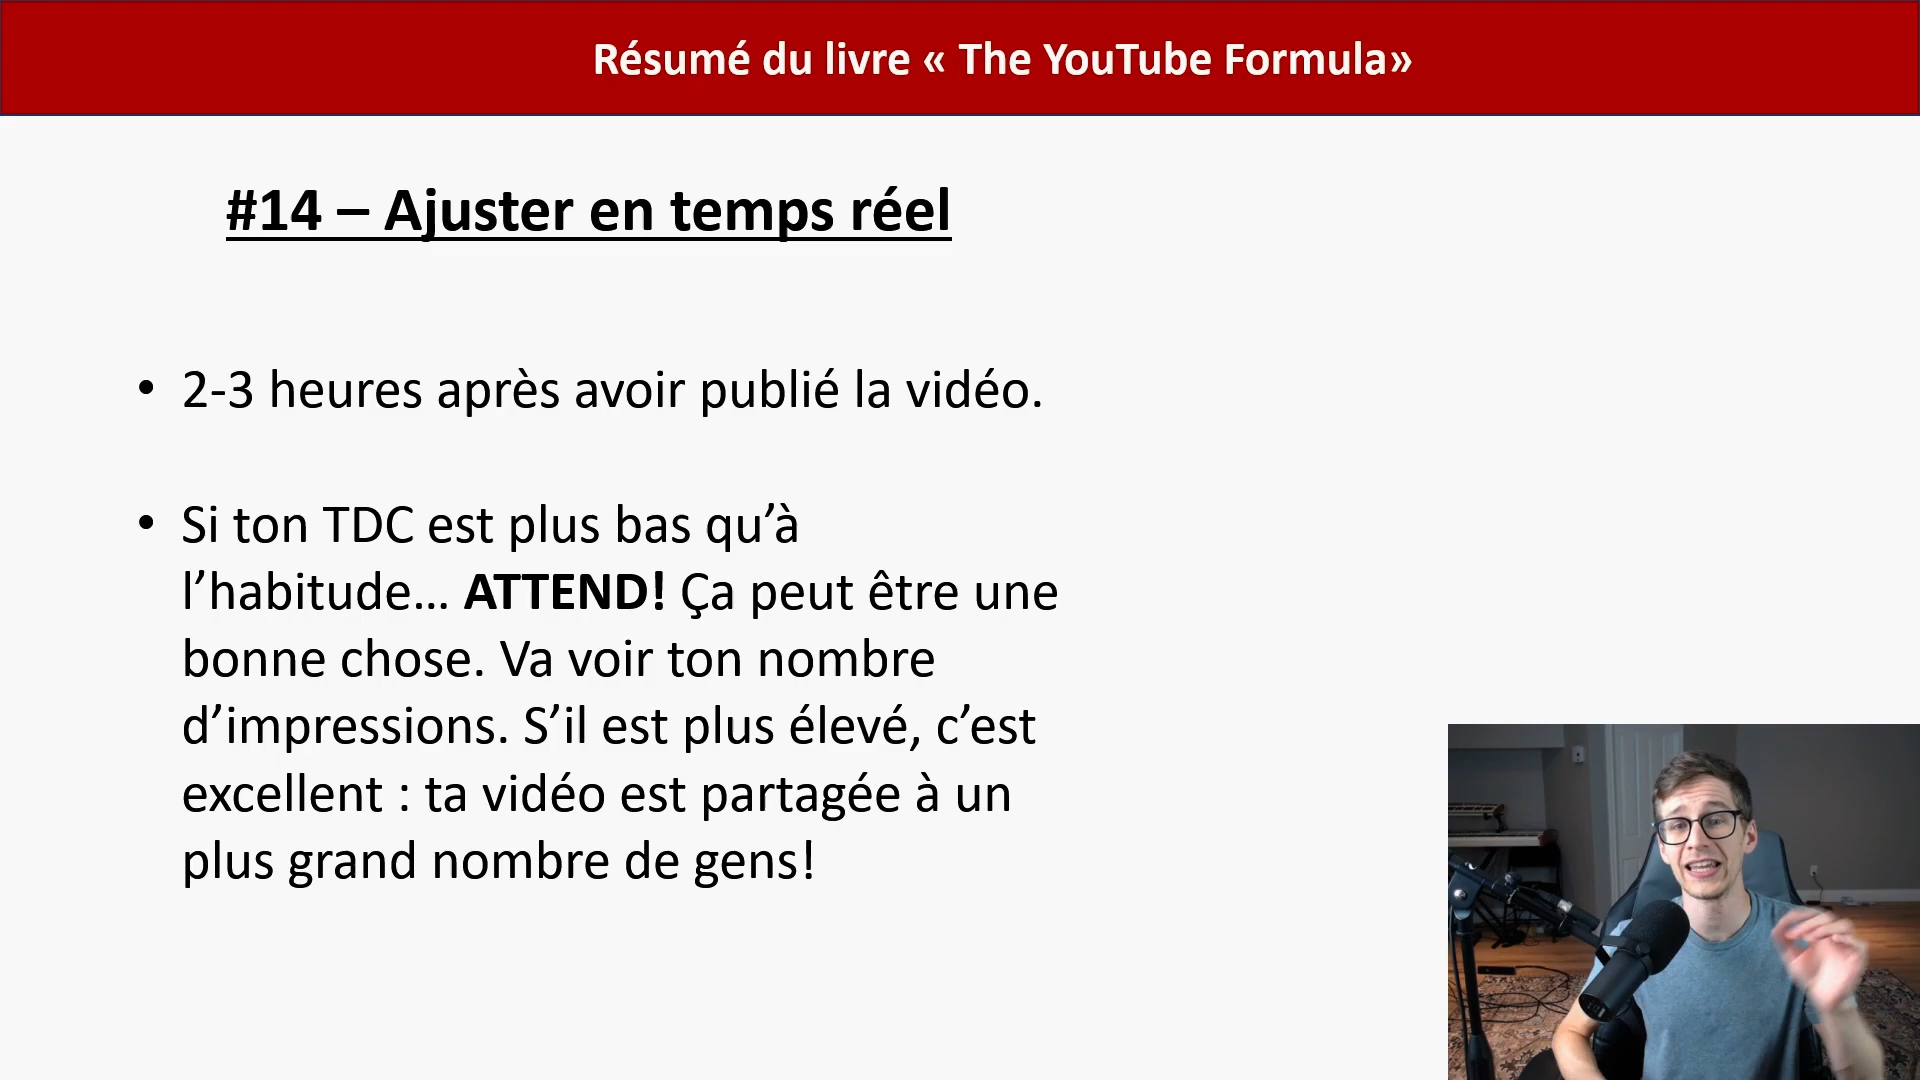 Résumé du livre « The YouTube Formula»
#14 – Ajuster en temps réel
• 2-3 heures après avoir publié la vidéo.
• Si ton TDC est plus bas qu’à
l’habitude… ATTEND! Ça peut être une
bonne chose. Va voir ton nombre
d’impressions. S’il est plus élevé, c’est
excellent : ta vidéo est partagée à un
plus grand nombre de gens!